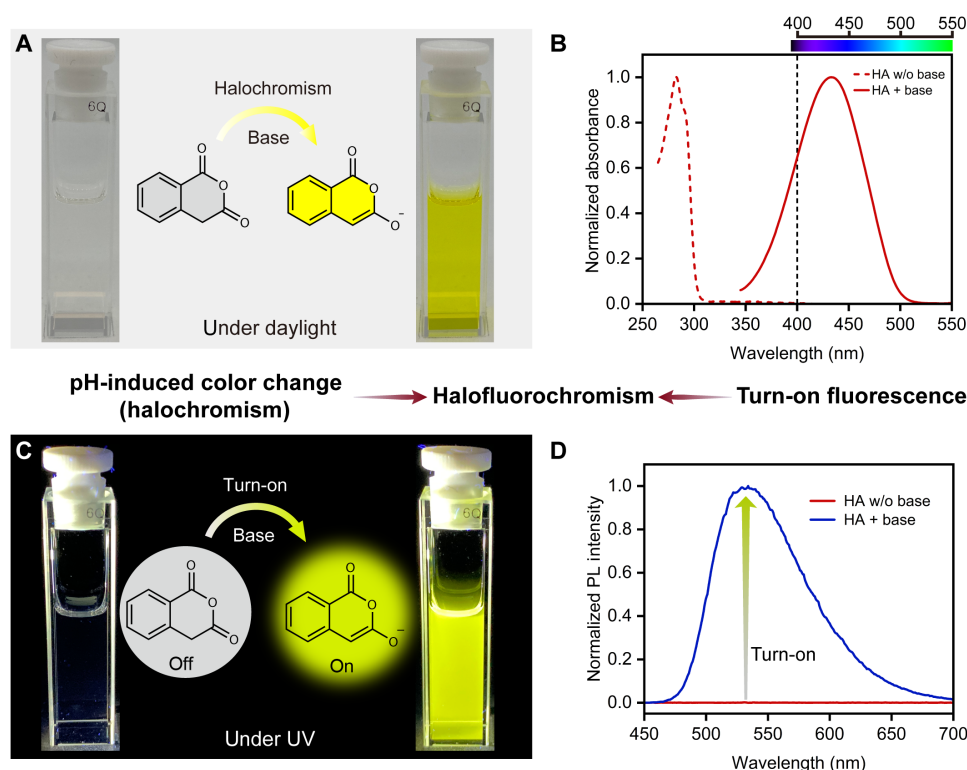 A
6Q
Halochromism
Base
6Q
O
O
O
O
O
O⁻
Under daylight
400 450 500 550
B
HA w/o base
HA + base
Normalized absorbance
1.0
0.8
0.6
0.4
0.2
0.0
250 300 350 400 450 500 550
Wavelength (nm)
pH-induced color change
(halochromism)
Halofluorochromism
Turn-on fluorescence
C
6Q
Turn-on
Base
6Q
O
O
O
Off
O
O
O⁻
On
Under UV
D
HA w/o base
HA + base
Normalized PL intensity
1.0
0.8
0.6
0.4
0.2
0.0
Turn-on
450 500 550 600 650 700
Wavelength (nm)